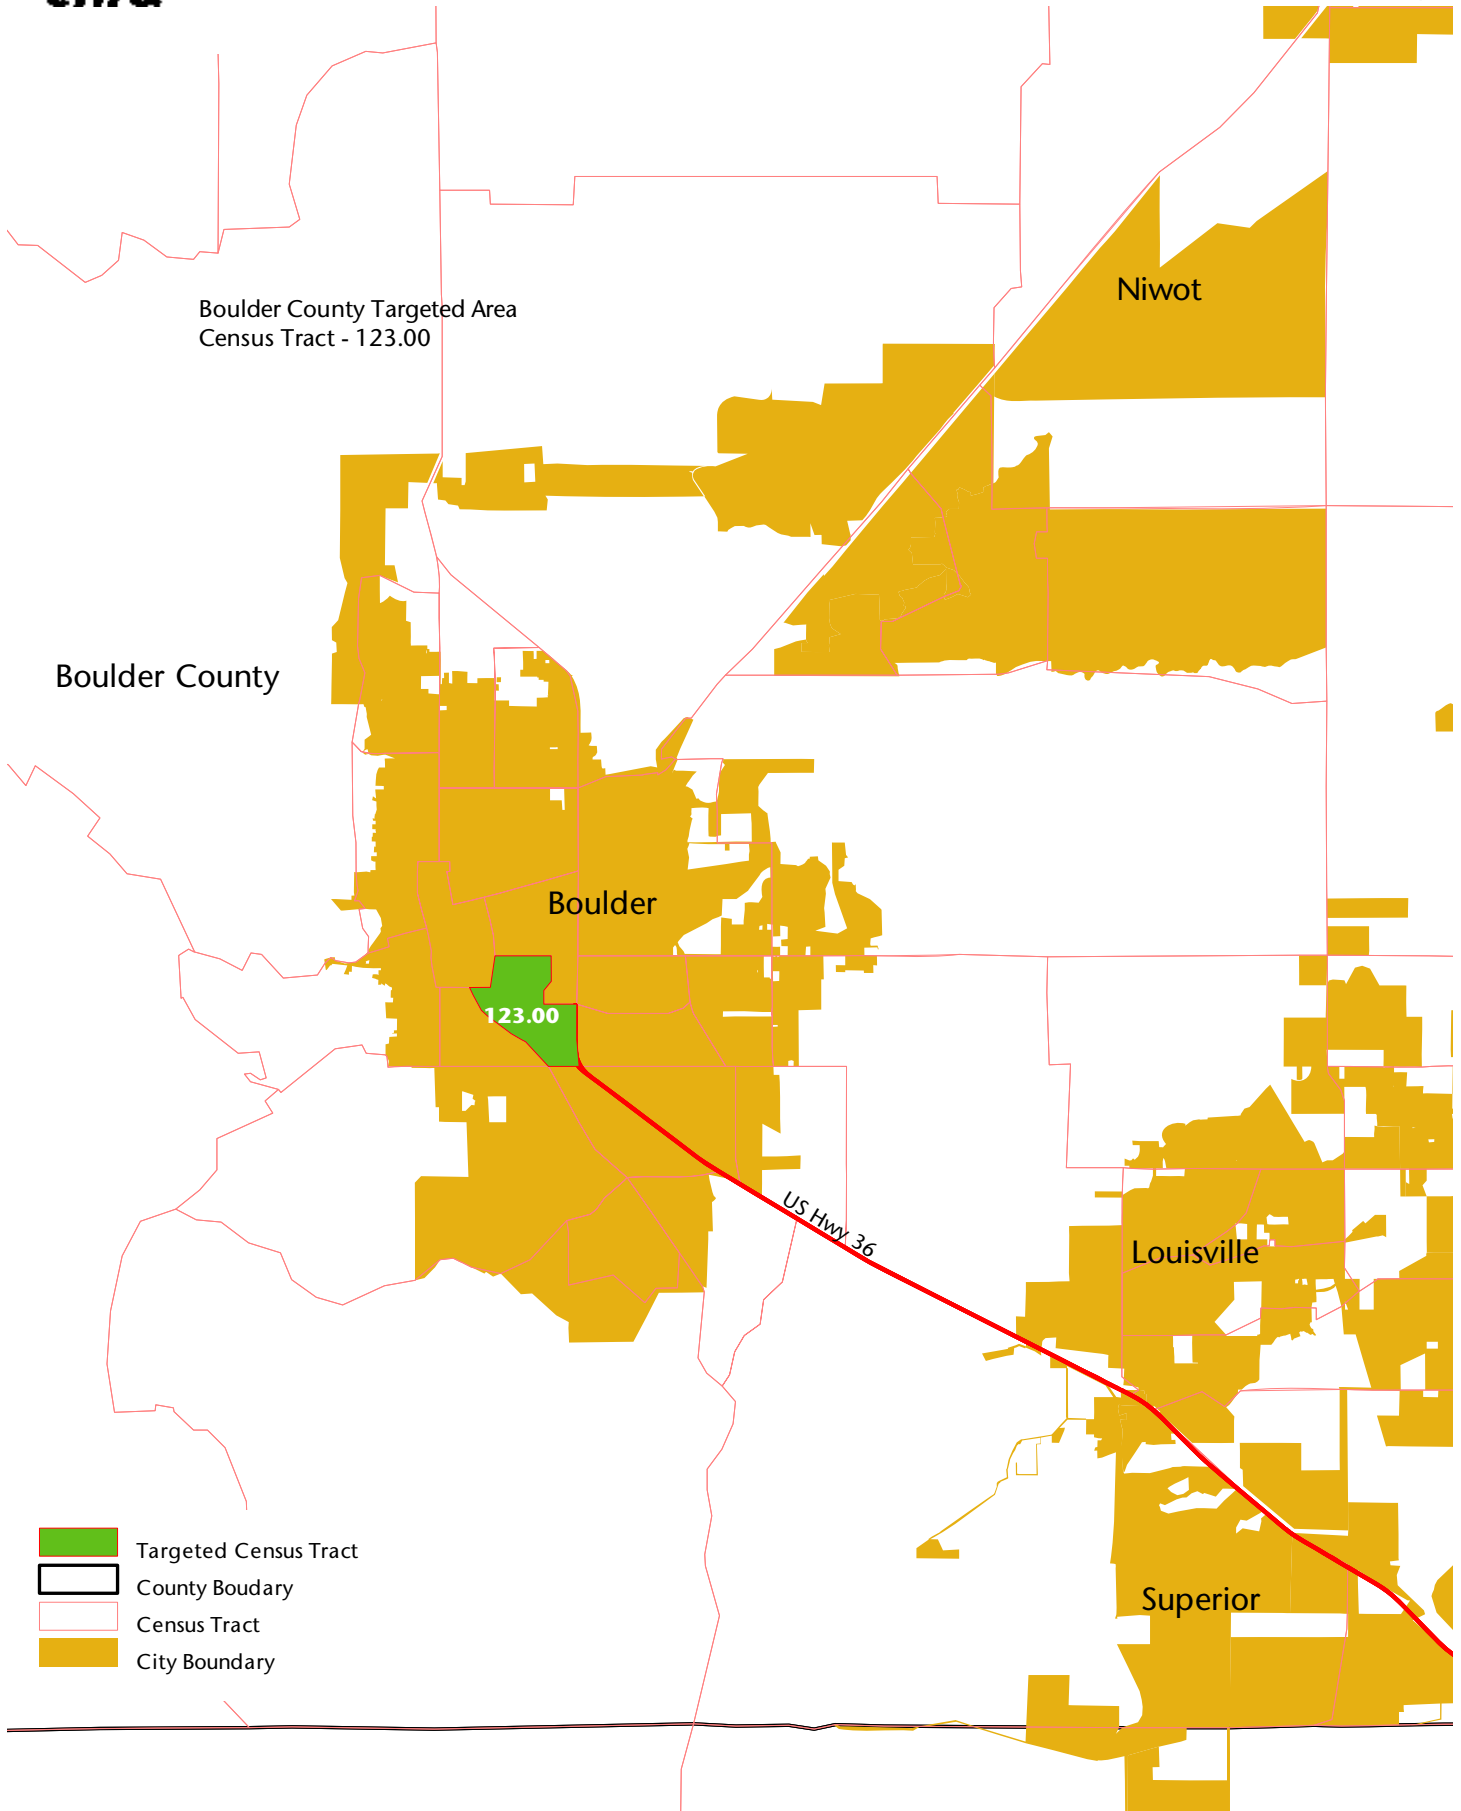 Niwot
Boulder County Targeted Area
Census Tract - 123.00
Boulder County
Boulder
123.00
US Hwy 36
Louisville
Superior
Targeted Census Tract
County Boudary
Census Tract
City Boundary